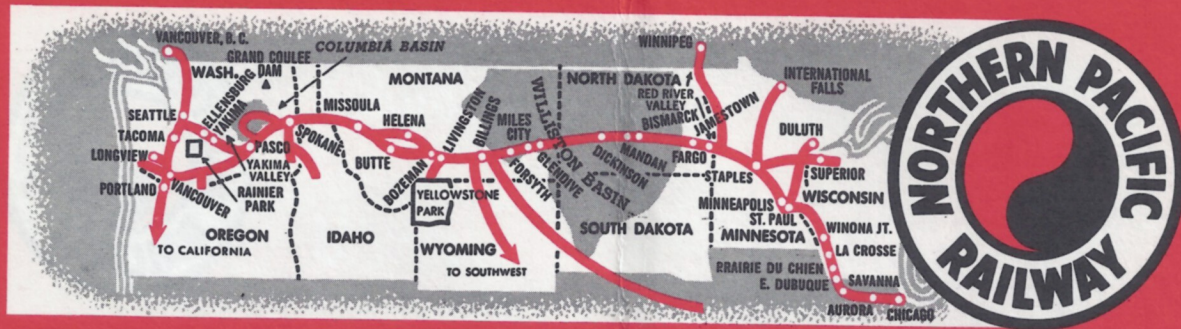 VANCOUVER, B. C.
WASH.
GRAND COULEE
DAM
COLUMBIA BASIN
SEATTLE
TACOMA
LONGVIEW
PORTLAND
ELLENSBURG
YAKIMA
PASCO
YAKIMA
VALLEY
RAINIER
PARK
VANCOUVER
SPOKANE
OREGON
TO CALIFORNIA
IDAHO
MONTANA
MISSOULA
HELENA
BUTTE
BOZEMAN
LIVINGSTON
BILLINGS
YELLOWSTONE
PARK
WYOMING
TO SOUTHWEST
MILES
CITY
FORSYTH
GLENDIVE
WILLISTON BASIN
DICKINSON
MANDAN
BISMARCK
JAMESTOWN
NORTH DAKOTA
RED RIVER
VALLEY
SOUTH DAKOTA
WINNIPEG
FARGO
STAPLES
INTERNATIONAL
FALLS
DULUTH
SUPERIOR
WISCONSIN
MINNEAPOLIS
ST. PAUL
MINNESOTA
WINONA JT.
LA CROSSE
PRAIRIE DU CHIEN
E. DUBUQUE
SAVANNA
AURORA
CHICAGO
NORTHERN PACIFIC
RAILWAY